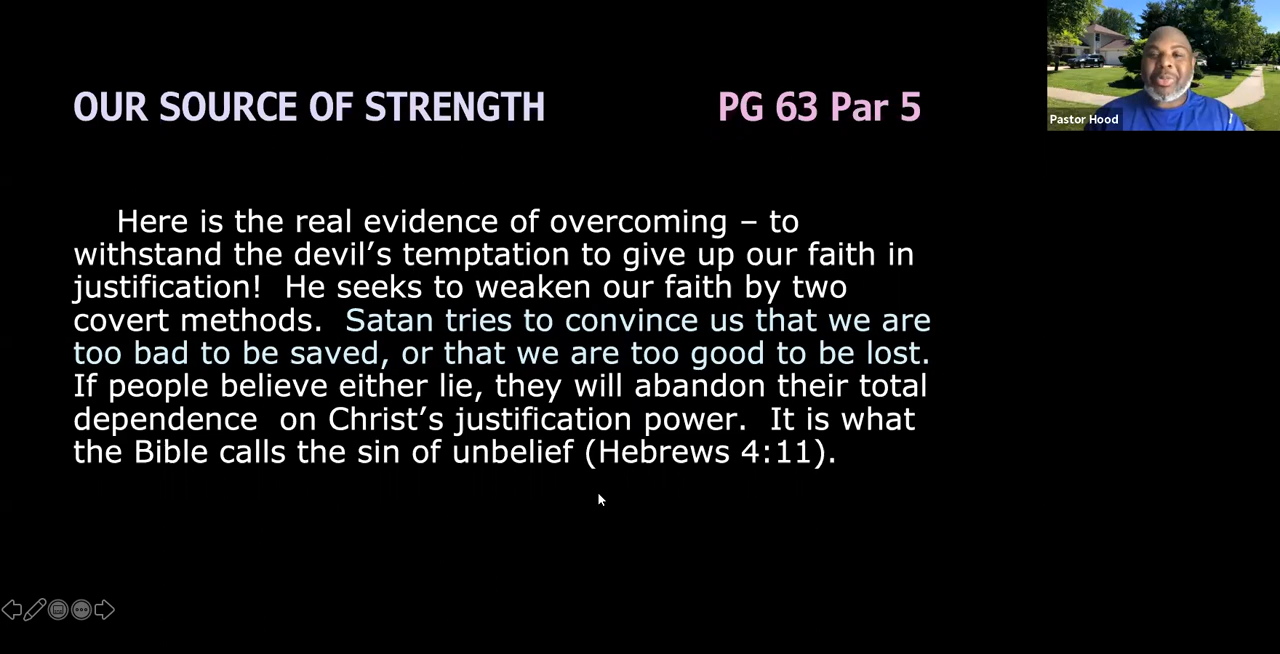 OUR SOURCE OF STRENGTH PG 63 Par 5
Pastor Hood
Here is the real evidence of overcoming – to
withstand the devil’s temptation to give up our faith in
justification! He seeks to weaken our faith by two
covert methods. Satan tries to convince us that we are
too bad to be saved, or that we are too good to be lost.
If people believe either lie, they will abandon their total
dependence on Christ’s justification power. It is what
the Bible calls the sin of unbelief (Hebrews 4:11).